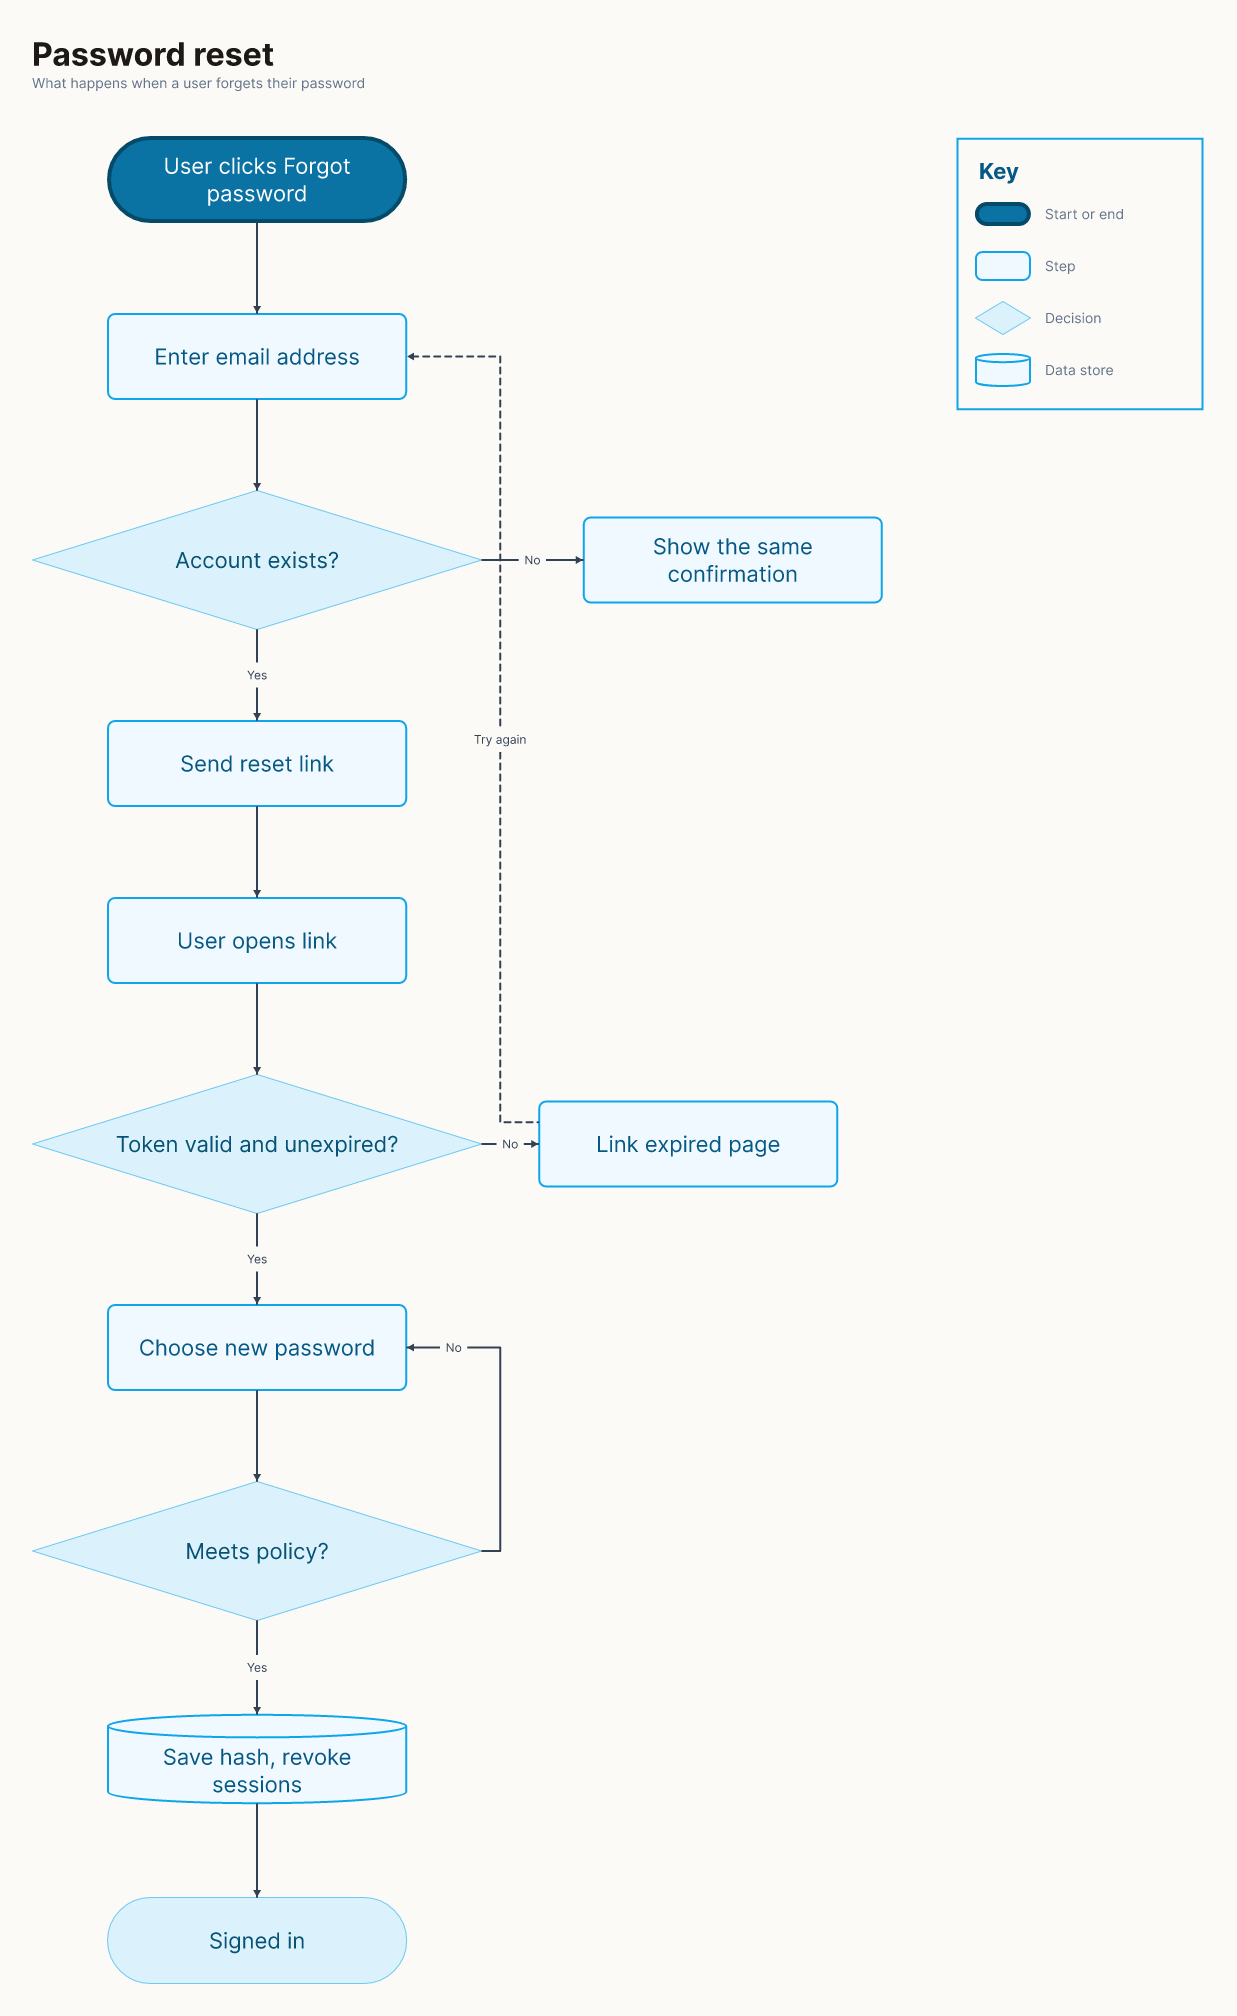 Password reset
What happens when a user forgets their password
User clicks Forgot
password
Key
Start or end
Step
Decision
Data store
Enter email address
Account exists?
No
Show the same
confirmation
Yes
Try again
Send reset link
User opens link
Token valid and unexpired?
No
Link expired page
Yes
Choose new password
No
Meets policy?
Yes
Save hash, revoke
sessions
Signed in